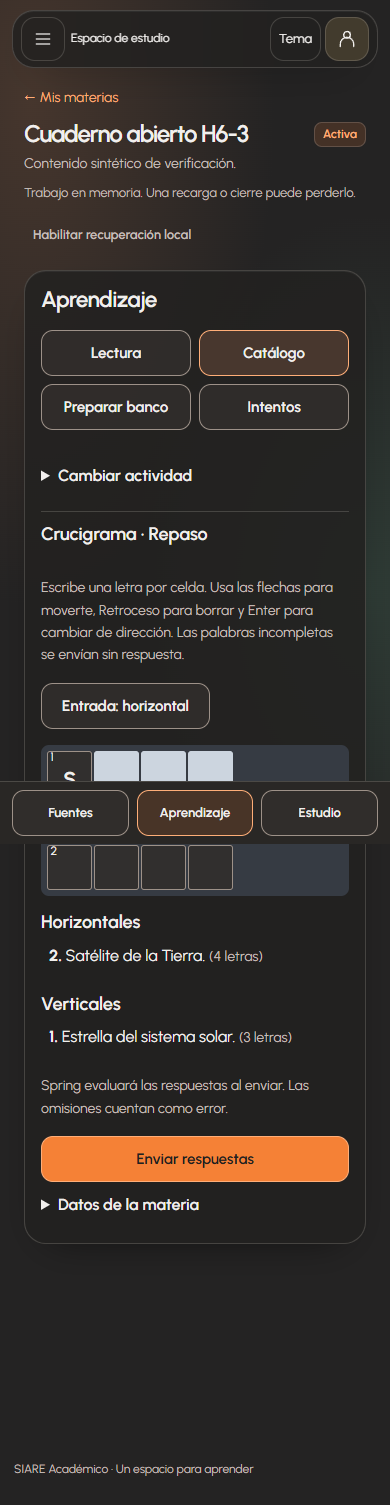 Espacio de estudio
Tema
← Mis materias
Cuaderno abierto H6-3
Activa
Contenido sintético de verificación.
Trabajo en memoria. Una recarga o cierre puede perderlo.
Habilitar recuperación local
Aprendizaje
Lectura
Catálogo
Preparar banco
Intentos
Cambiar actividad
Crucigrama · Repaso
Escribe una letra por celda. Usa las flechas para
moverte, Retroceso para borrar y Enter para
cambiar de dirección. Las palabras incompletas
se envían sin respuesta.
Entrada: horizontal
1
S
Fuentes
Aprendizaje
Estudio
2
Horizontales
2. Satélite de la Tierra. (4 letras)
Verticales
1. Estrella del sistema solar. (3 letras)
Spring evaluará las respuestas al enviar. Las
omisiones cuentan como error.
Enviar respuestas
Datos de la materia
SIARE Académico · Un espacio para aprender